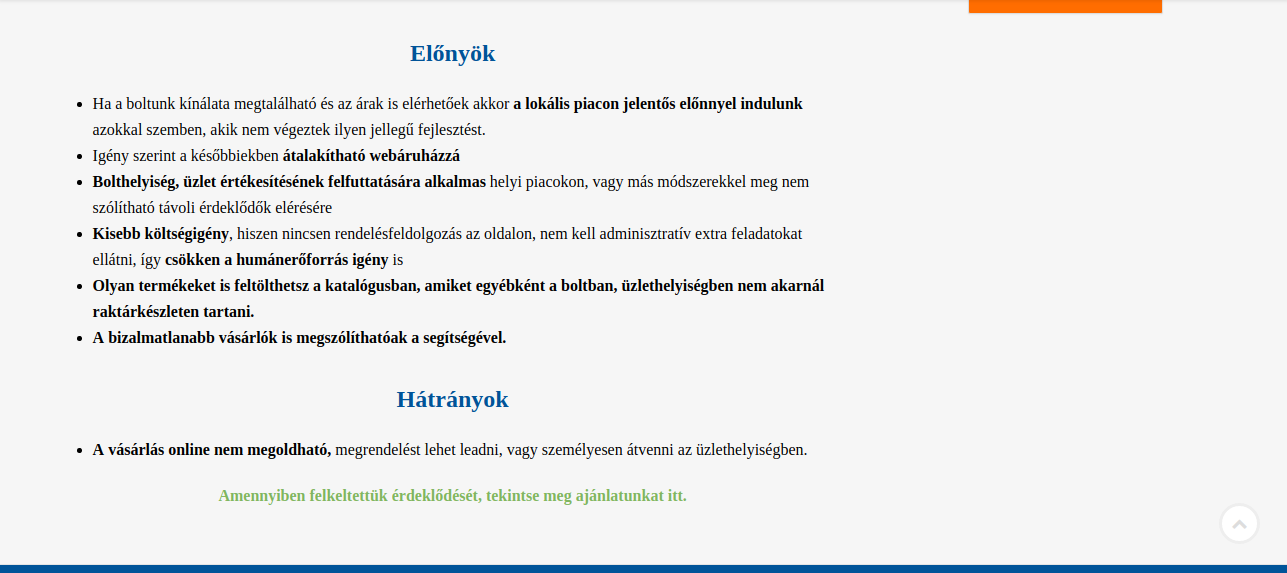 Előnyök
Ha a boltunk kínálata megtalálható és az árak is elérhetőek akkor a lokális piacon jelentős előnnyel indulunk
azokkal szemben, akik nem végeztek ilyen jellegű fejlesztést.
Igény szerint a későbbiekben átalakítható webáruházzá
Bolthelyiség, üzlet értékesítésének felfuttatására alkalmas helyi piacokon, vagy más módszerekkel meg nem
szólítható távoli érdeklődők elérésére
Kisebb költségigény, hiszen nincsen rendelésfeldolgozás az oldalon, nem kell adminisztratív extra feladatokat
ellátni, így csökken a humánerőforrás igény is
Olyan termékeket is feltölthetsz a katalógusban, amiket egyébként a boltban, üzlethelyiségben nem akarnál
raktárkészleten tartani.
A bizalmatlanabb vásárlók is megszólíthatóak a segítségével.
Hátrányok
A vásárlás online nem megoldható, megrendelést lehet leadni, vagy személyesen átvenni az üzlethelyiségben.
Amennyiben felkeltettük érdeklődését, tekintse meg ajánlatunkat itt.